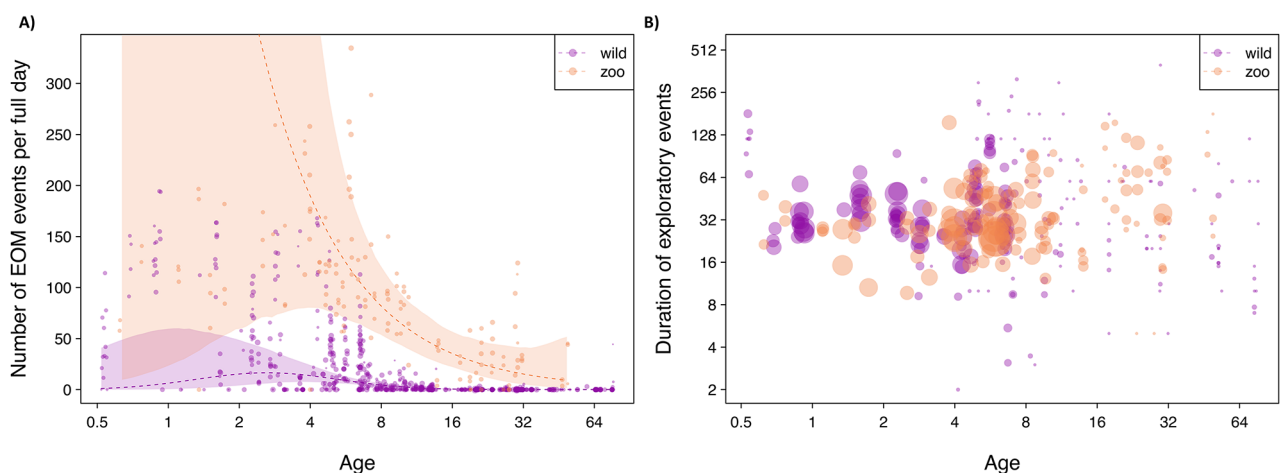 A)
Number of EOM events per full day
300
250
200
150
100
50
0
0.5 1 2 4 8 16 32 64
Age
wild
zoo
B)
Duration of exploratory events
512
256
128
64
32
16
8
4
2
0.5 1 2 4 8 16 32 64
Age
wild
zoo